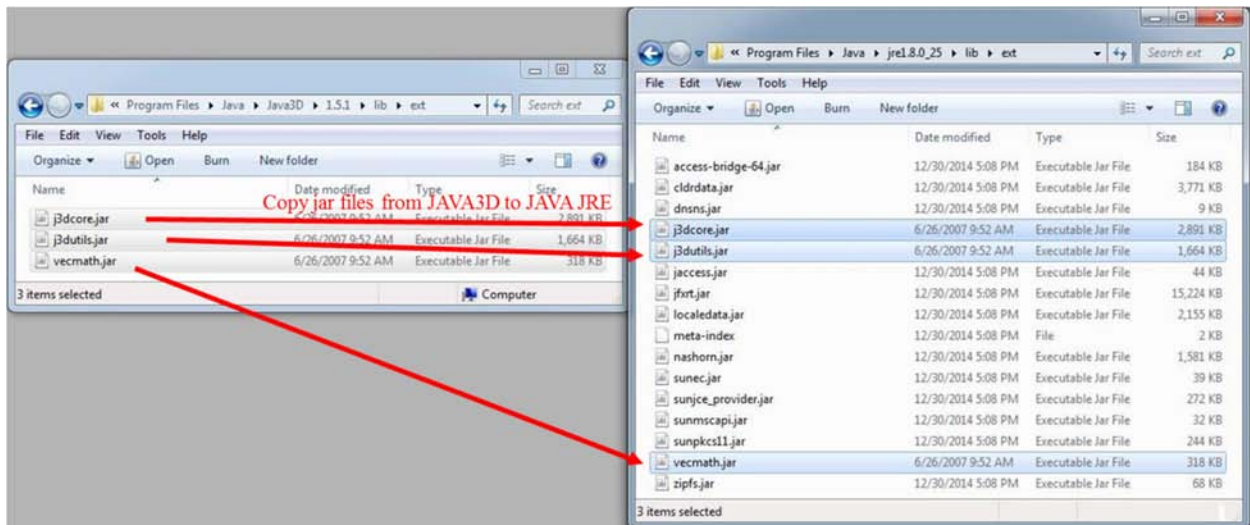 « Program Files ▸ Java ▸ Java3D ▸ 1.5.1 ▸ lib ▸ ext
Search ext
File Edit View Tools Help
Organize Open Burn New folder
Name Date modified Type Size
Copy jar files from JAVA3D to JAVA JRE
j3dcore.jar 6/26/2007 9:52 AM Executable Jar File 2,891 KB
j3dutils.jar 6/26/2007 9:52 AM Executable Jar File 1,664 KB
vecmath.jar 6/26/2007 9:52 AM Executable Jar File 318 KB
3 items selected Computer
« Program Files ▸ Java ▸ jre1.8.0_25 ▸ lib ▸ ext
Search ext
File Edit View Tools Help
Organize Open Burn New folder
Name Date modified Type Size
access-bridge-64.jar 12/30/2014 5:08 PM Executable Jar File 184 KB
cldrdata.jar 12/30/2014 5:08 PM Executable Jar File 3,771 KB
dnsns.jar 12/30/2014 5:08 PM Executable Jar File 9 KB
j3dcore.jar 6/26/2007 9:52 AM Executable Jar File 2,891 KB
j3dutils.jar 6/26/2007 9:52 AM Executable Jar File 1,664 KB
jaccess.jar 12/30/2014 5:08 PM Executable Jar File 44 KB
jfxrt.jar 12/30/2014 5:08 PM Executable Jar File 15,224 KB
localedata.jar 12/30/2014 5:08 PM Executable Jar File 2,155 KB
meta-index 12/30/2014 5:08 PM File 2 KB
nashorn.jar 12/30/2014 5:08 PM Executable Jar File 1,581 KB
sunec.jar 12/30/2014 5:08 PM Executable Jar File 39 KB
sunjce_provider.jar 12/30/2014 5:08 PM Executable Jar File 272 KB
sunmscapi.jar 12/30/2014 5:08 PM Executable Jar File 32 KB
sunpkcs11.jar 12/30/2014 5:08 PM Executable Jar File 244 KB
vecmath.jar 6/26/2007 9:52 AM Executable Jar File 318 KB
zipfs.jar 12/30/2014 5:08 PM Executable Jar File 68 KB
3 items selected